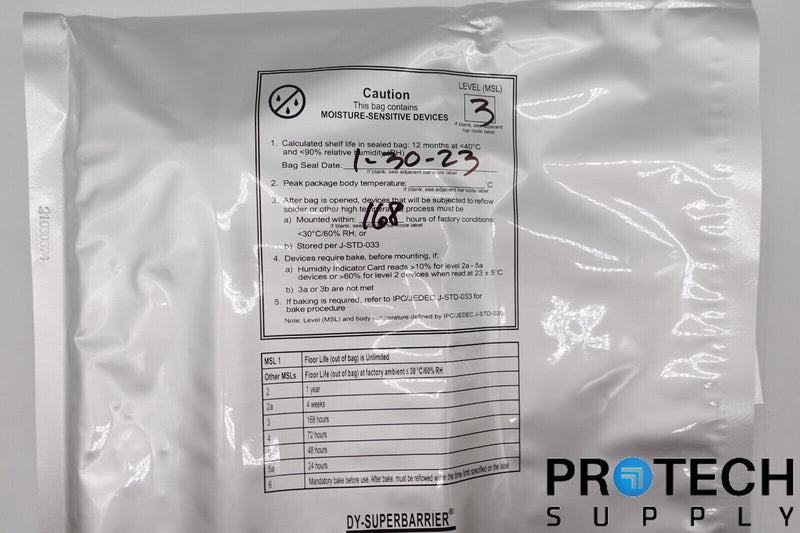 Caution
This bag contains
MOISTURE-SENSITIVE DEVICES
LEVEL (MSL)
3
If blank, see adjacent
bar code label
1. Calculated shelf life in sealed bag: 12 months at <40°C
and <90% relative humidity (RH)
Bag Seal Date: 1-30-23
If blank, see adjacent bar code label
2. Peak package body temperature: °C
If blank, see adjacent bar code label
3. After bag is opened, devices that will be subjected to reflow
solder or other high temperature process must be
a) Mounted within: 168 hours of factory conditions
If blank, see adjacent bar code label
<30°C/60% RH, or
b) Stored per J-STD-033
4. Devices require bake, before mounting, if:
a) Humidity Indicator Card reads >10% for level 2a - 5a
devices or >60% for level 2 devices when read at 23 ± 5°C
b) 3a or 3b are not met
5. If baking is required, refer to IPC/JEDEC J-STD-033 for
bake procedure
Note: Level (MSL) and body temperature defined by IPC/JEDEC J-STD-020
MSL 1 Floor Life (out of bag) is Unlimited
Other MSLs Floor Life (out of bag) at factory ambient ≤ 30 °C/60% RH
2 1 year
2a 4 weeks
3 168 hours
4 72 hours
5 48 hours
5a 24 hours
6 Mandatory bake before use. After bake, must be reflowed within the time limit specified on the label
DY-SUPERBARRIER®
PROTECH
SUPPLY